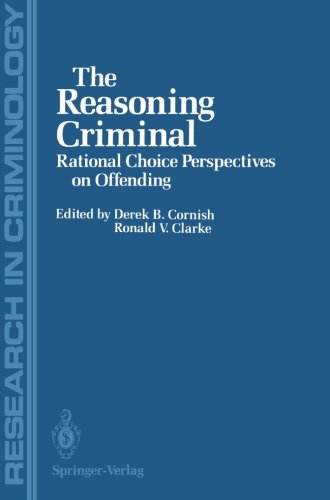 RESEARCH IN CRIMINOLOGY
The
Reasoning
Criminal
Rational Choice Perspectives
on Offending
Edited by Derek B. Cornish
Ronald V. Clarke
Springer-Verlag